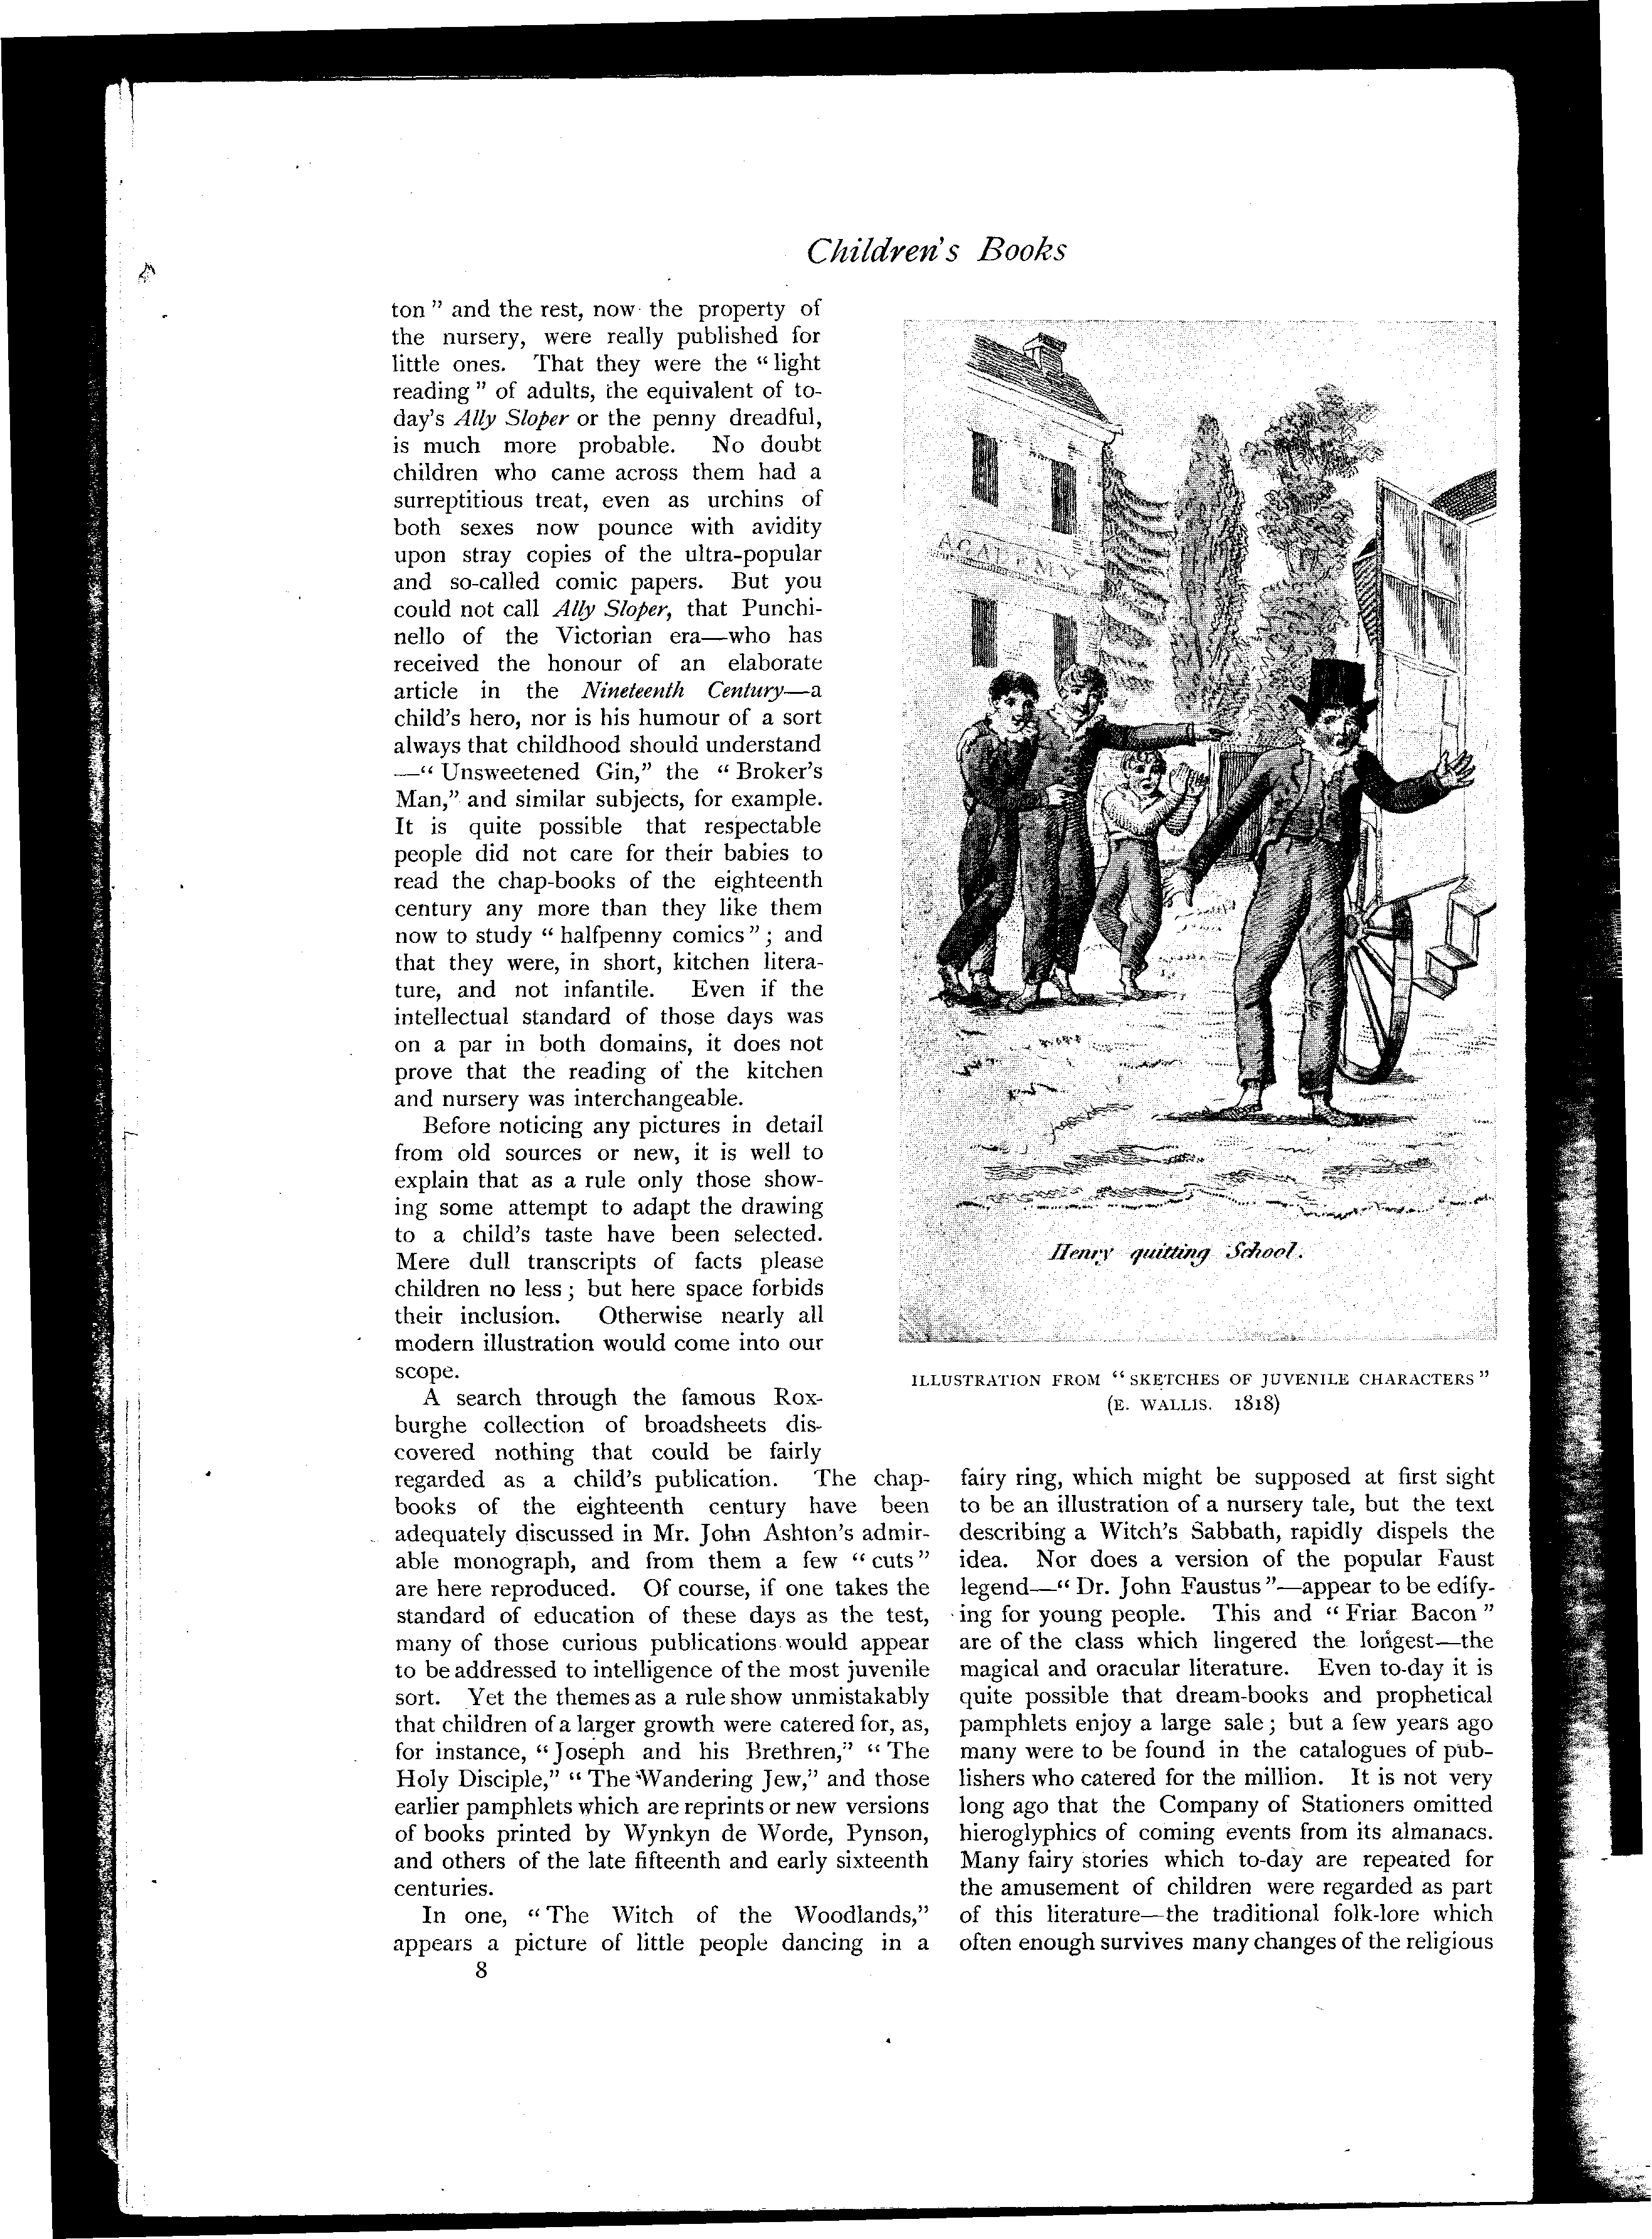 Children's Books
ton" and the rest, now the property of
the nursery, were really published for
little ones. That they were the "light
reading" of adults, the equivalent of to-
day's Ally Sloper or the penny dreadful,
is much more probable. No doubt
children who came across them had a
surreptitious treat, even as urchins of
both sexes now pounce with avidity
upon stray copies of the ultra-popular
and so-called comic papers. But you
could not call Ally Sloper, that Punchi-
nello of the Victorian era—who has
received the honour of an elaborate
article in the Nineteenth Century—a
child's hero, nor is his humour of a sort
always that childhood should understand
—"Unsweetened Gin," the "Broker's
Man," and similar subjects, for example.
It is quite possible that respectable
people did not care for their babies to
read the chap-books of the eighteenth
century any more than they like them
now to study "halfpenny comics"; and
that they were, in short, kitchen litera-
ture, and not infantile. Even if the
intellectual standard of those days was
on a par in both domains, it does not
prove that the reading of the kitchen
and nursery was interchangeable.
Before noticing any pictures in detail
from old sources or new, it is well to
explain that as a rule only those show-
ing some attempt to adapt the drawing
to a child's taste have been selected.
Mere dull transcripts of facts please
children no less; but here space forbids
their inclusion. Otherwise nearly all
modern illustration would come into our
scope.
A search through the famous Rox-
burghe collection of broadsheets dis-
covered nothing that could be fairly
regarded as a child's publication. The chap-
books of the eighteenth century have been
adequately discussed in Mr. John Ashton's admir-
able monograph, and from them a few "cuts"
are here reproduced. Of course, if one takes the
standard of education of these days as the test,
many of those curious publications would appear
to be addressed to intelligence of the most juvenile
sort. Yet the themes as a rule show unmistakably
that children of a larger growth were catered for, as,
for instance, "Joseph and his Brethren," "The
Holy Disciple," "The Wandering Jew," and those
earlier pamphlets which are reprints or new versions
of books printed by Wynkyn de Worde, Pynson,
and others of the late fifteenth and early sixteenth
centuries.
In one, "The Witch of the Woodlands,"
appears a picture of little people dancing in a
8
ACADEMY
Henry quitting School.
ILLUSTRATION FROM "SKETCHES OF JUVENILE CHARACTERS"
(E. WALLIS. 1818)
fairy ring, which might be supposed at first sight
to be an illustration of a nursery tale, but the text
describing a Witch's Sabbath, rapidly dispels the
idea. Nor does a version of the popular Faust
legend—"Dr. John Faustus"—appear to be edify-
ing for young people. This and "Friar Bacon"
are of the class which lingered the longest—the
magical and oracular literature. Even to-day it is
quite possible that dream-books and prophetical
pamphlets enjoy a large sale; but a few years ago
many were to be found in the catalogues of pub-
lishers who catered for the million. It is not very
long ago that the Company of Stationers omitted
hieroglyphics of coming events from its almanacs.
Many fairy stories which to-day are repeated for
the amusement of children were regarded as part
of this literature—the traditional folk-lore which
often enough survives many changes of the religious